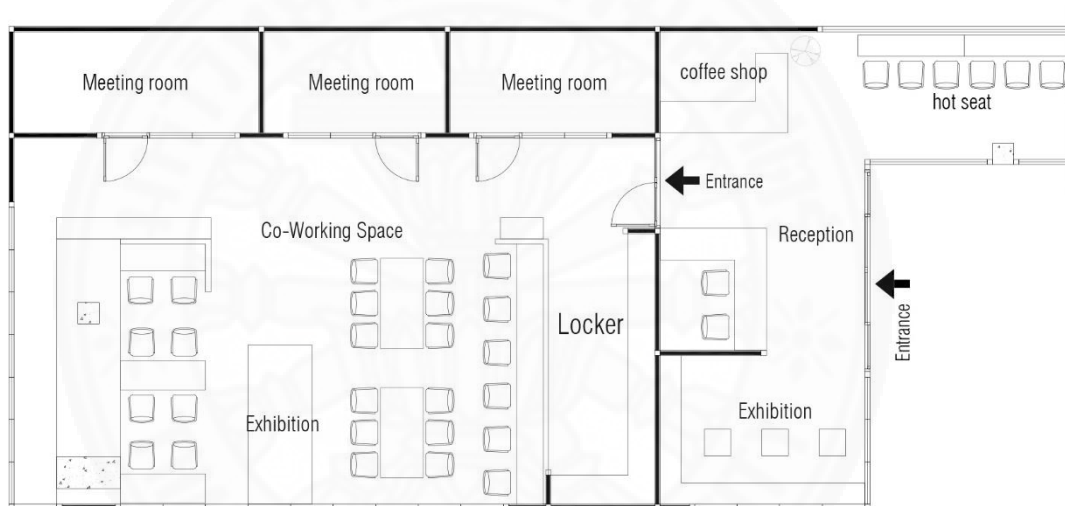 Meeting room
Meeting room
Meeting room
coffee shop
hot seat
Entrance
Co-Working Space
Reception
Locker
Entrance
Exhibition
Exhibition